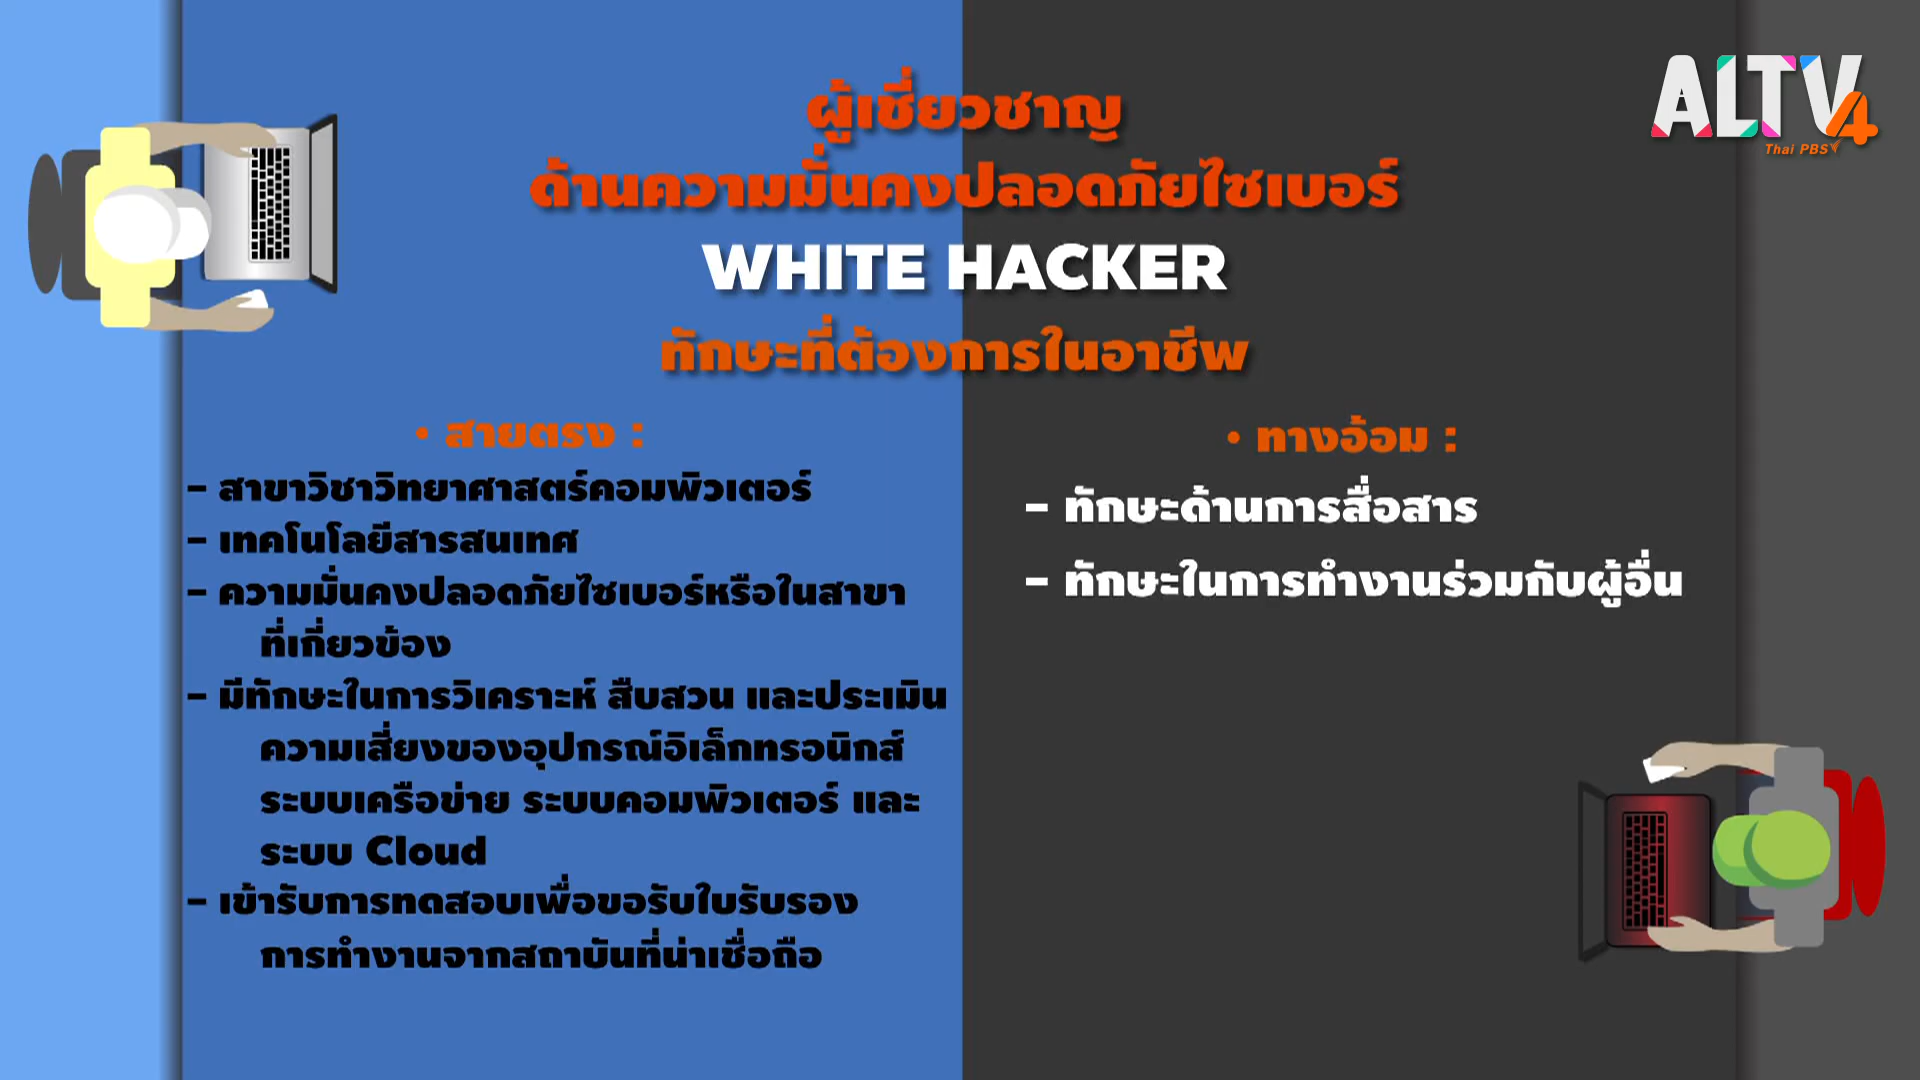 ALTV4
Thai PBS
ผู้เชี่ยวชาญ
ด้านความมั่นคงปลอดภัยไซเบอร์
WHITE HACKER
ทักษะที่ต้องการในอาชีพ
• สายตรง :
- สาขาวิชาวิทยาศาสตร์คอมพิวเตอร์
- เทคโนโลยีสารสนเทศ
- ความมั่นคงปลอดภัยไซเบอร์หรือในสาขา
ที่เกี่ยวข้อง
- มีทักษะในการวิเคราะห์ สืบสวน และประเมิน
ความเสี่ยงของอุปกรณ์อิเล็กทรอนิกส์
ระบบเครือข่าย ระบบคอมพิวเตอร์ และ
ระบบ Cloud
- เข้ารับการทดสอบเพื่อขอรับใบรับรอง
การทำงานจากสถาบันที่น่าเชื่อถือ
• ทางอ้อม :
- ทักษะด้านการสื่อสาร
- ทักษะในการทำงานร่วมกับผู้อื่น